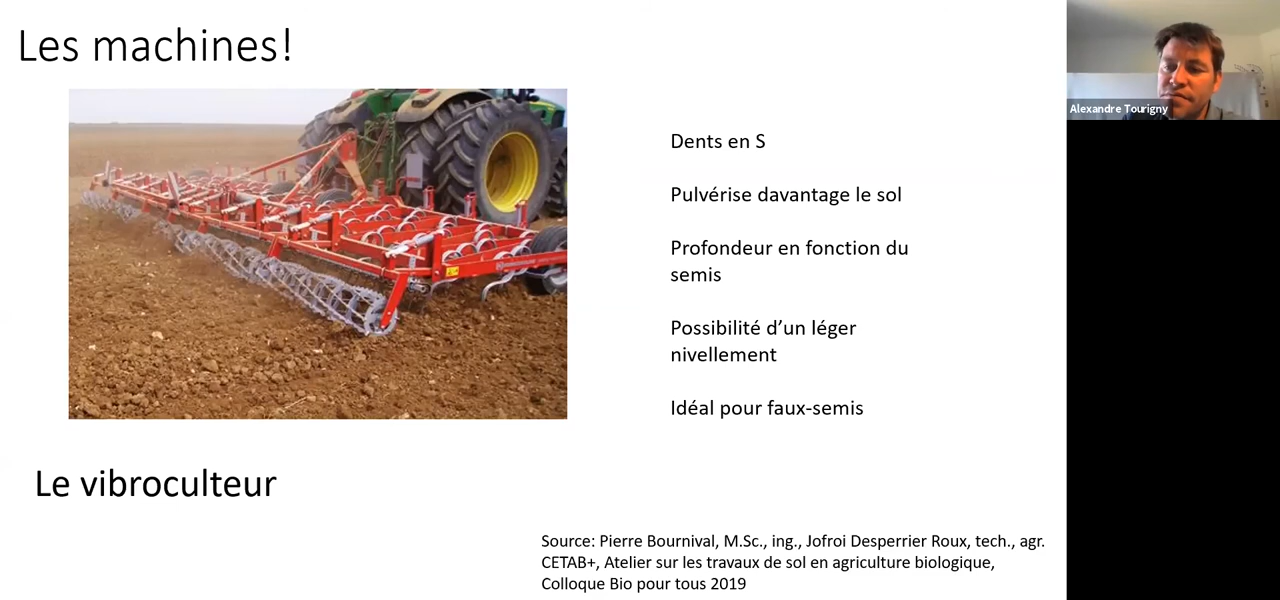 Les machines!
Alexandre Tourigny
Dents en S
Pulvérise davantage le sol
Profondeur en fonction du
semis
Possibilité d'un léger
nivellement
Idéal pour faux-semis
Le vibroculteur
Source: Pierre Bournival, M.Sc., ing., Jofroi Desperrier Roux, tech., agr.
CETAB+, Atelier sur les travaux de sol en agriculture biologique,
Colloque Bio pour tous 2019